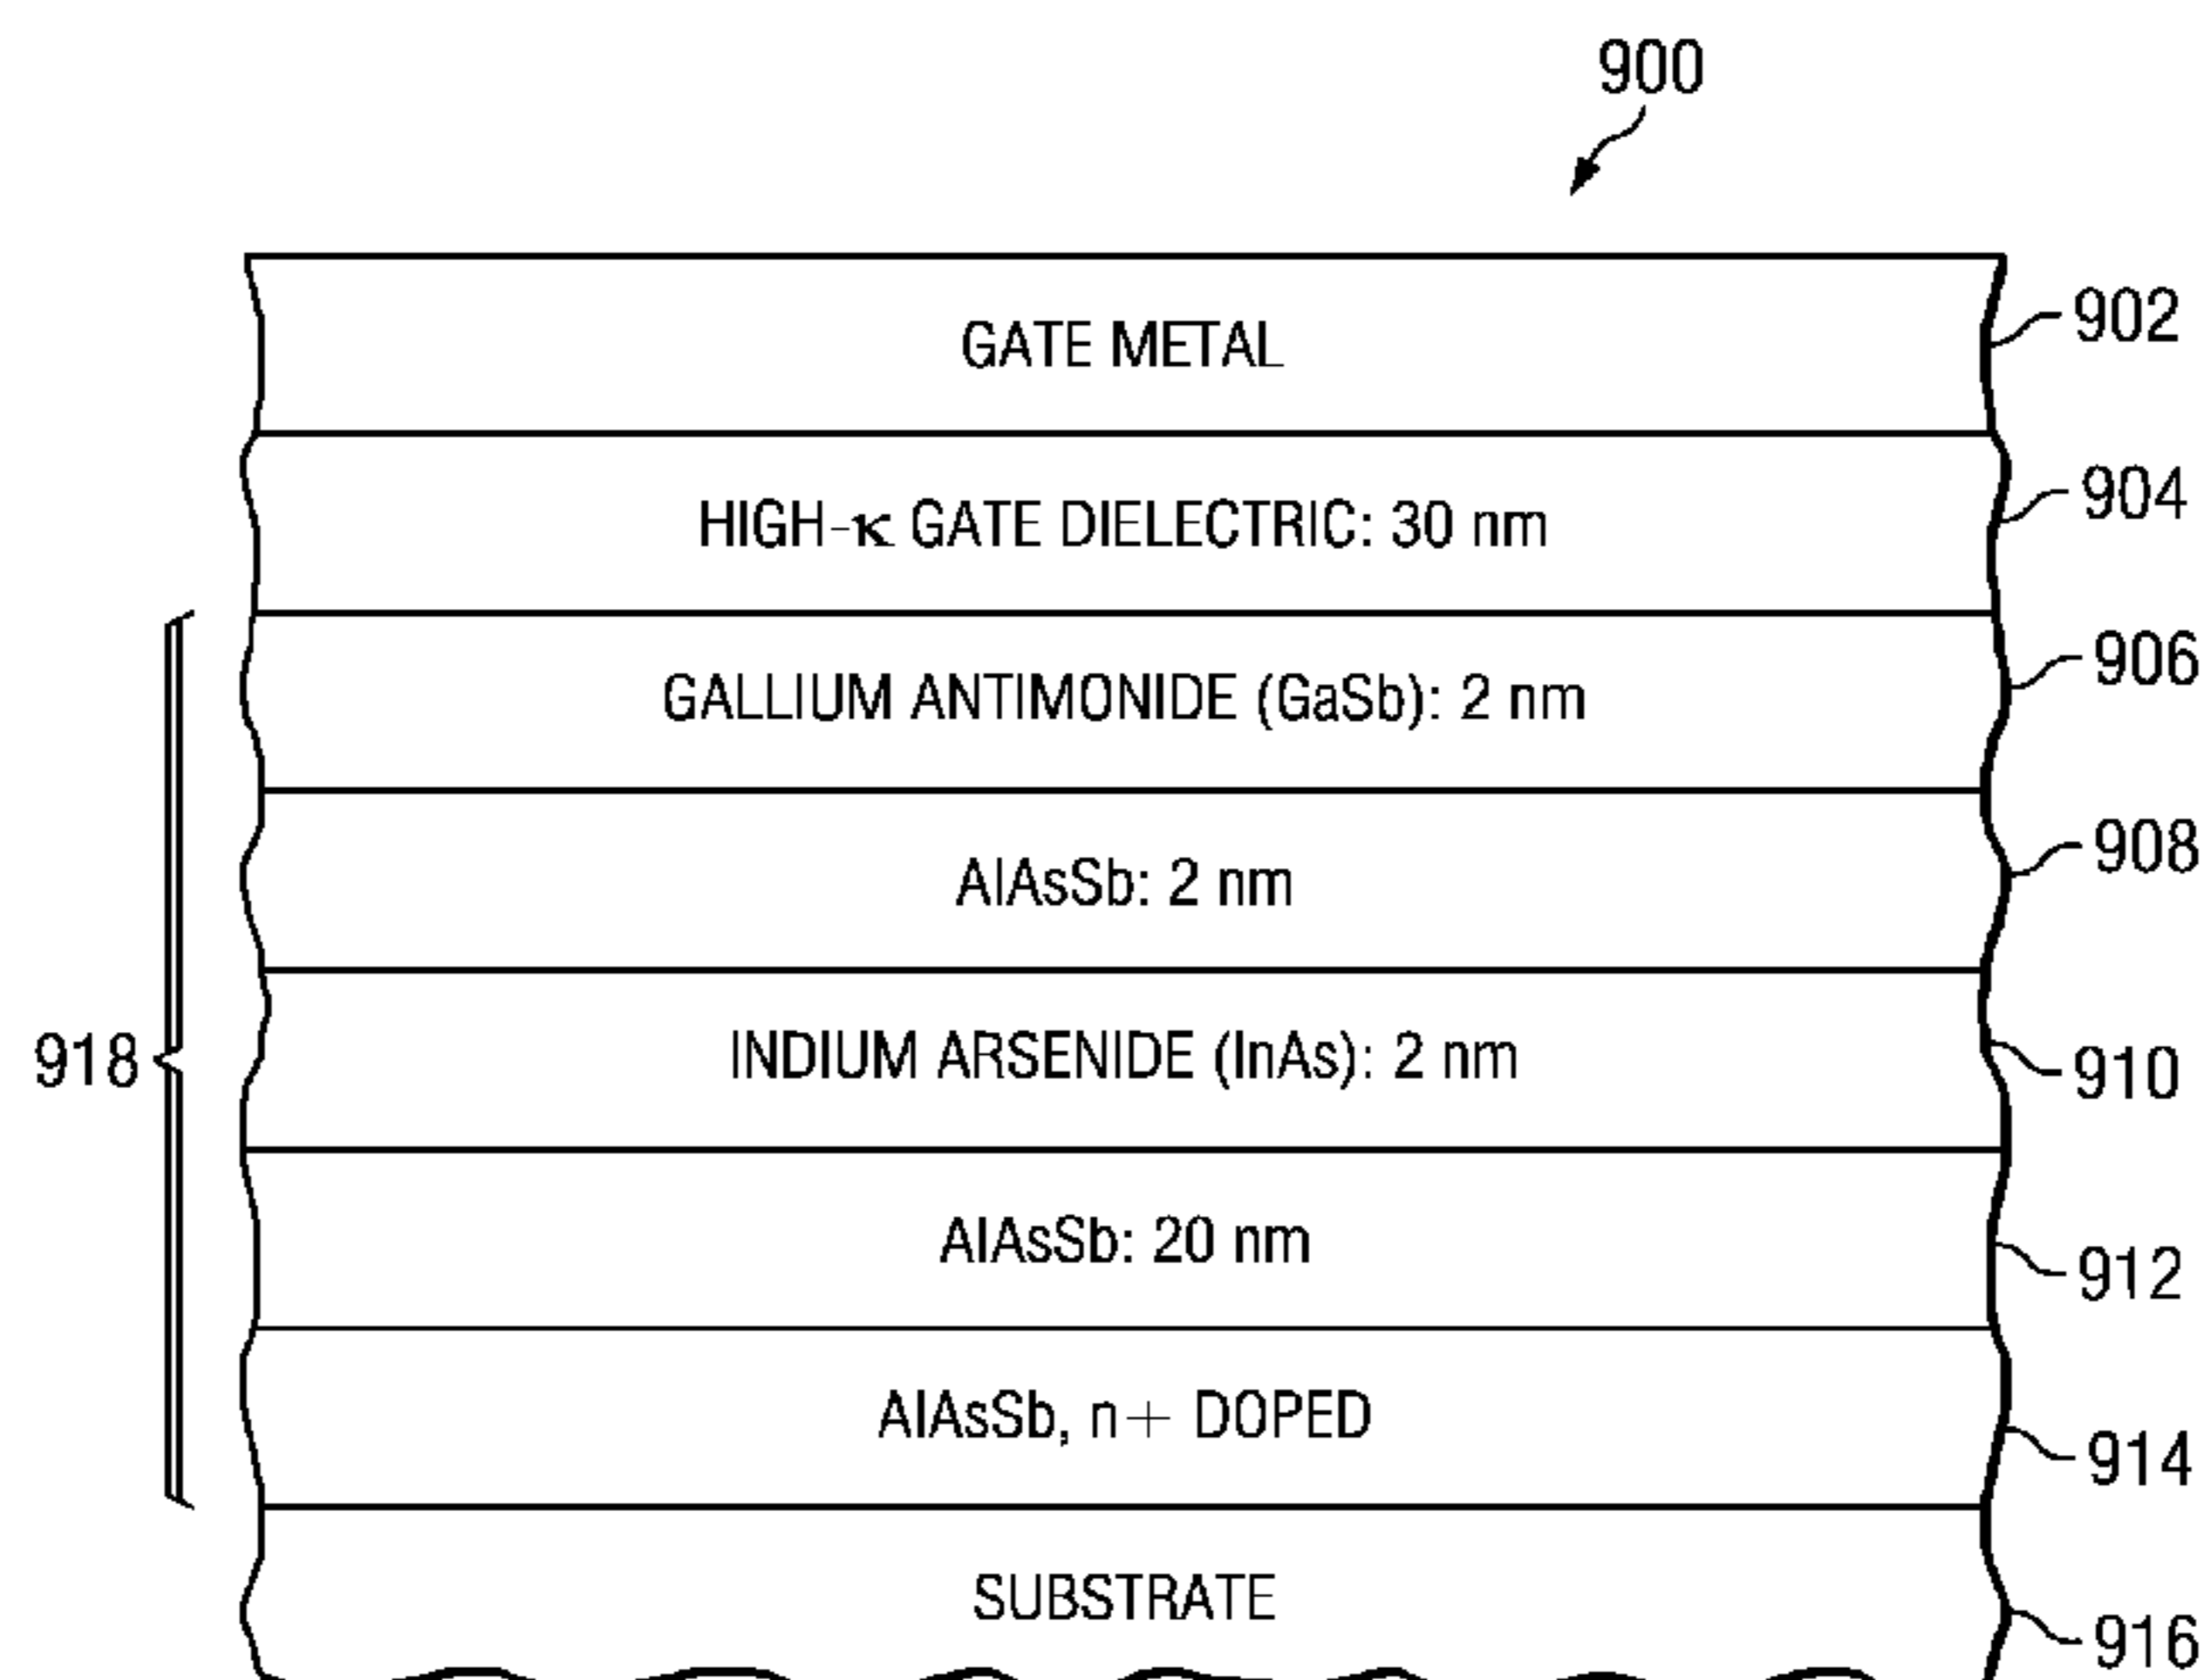 900
GATE METAL
902
HIGH-κ GATE DIELECTRIC: 30 nm
904
GALLIUM ANTIMONIDE (GaSb): 2 nm
906
AlAsSb: 2 nm
908
918
INDIUM ARSENIDE (InAs): 2 nm
910
AlAsSb: 20 nm
912
AlAsSb, n+ DOPED
914
SUBSTRATE
916